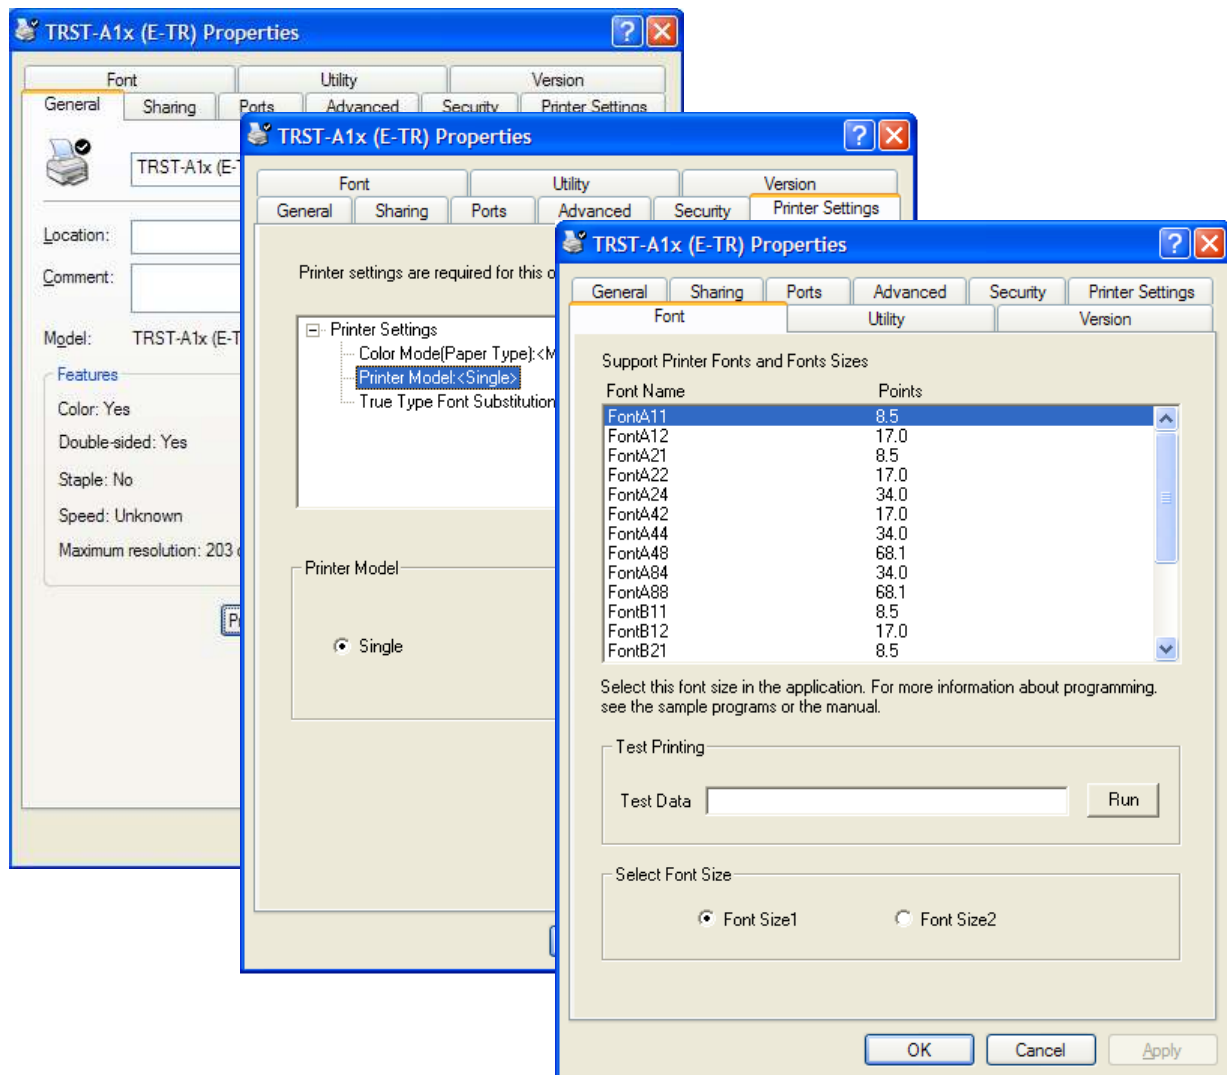 TRST-A1x (E-TR) Properties
Font Utility Version
General Sharing Ports Advanced Security Printer Settings
TRST-A1x (E-T
Location:
Comment:
Model: TRST-A1x (E-T
Features
Color: Yes
Double-sided: Yes
Staple: No
Speed: Unknown
Maximum resolution: 203 d
TRST-A1x (E-TR) Properties
Font Utility Version
General Sharing Ports Advanced Security Printer Settings
Printer settings are required for this o
Printer Settings
Color Mode(Paper Type):<M
Printer Model:<Single>
True Type Font Substitution
Printer Model
Single
TRST-A1x (E-TR) Properties
General Sharing Ports Advanced Security Printer Settings
Font Utility Version
Support Printer Fonts and Fonts Sizes
Font Name Points
FontA11 8.5
FontA12 17.0
FontA21 8.5
FontA22 17.0
FontA24 34.0
FontA42 17.0
FontA44 34.0
FontA48 68.1
FontA84 34.0
FontA88 68.1
FontB11 8.5
FontB12 17.0
FontB21 8.5
Select this font size in the application. For more information about programming.
see the sample programs or the manual.
Test Printing
Test Data Run
Select Font Size
Font Size1 Font Size2
OK Cancel Apply